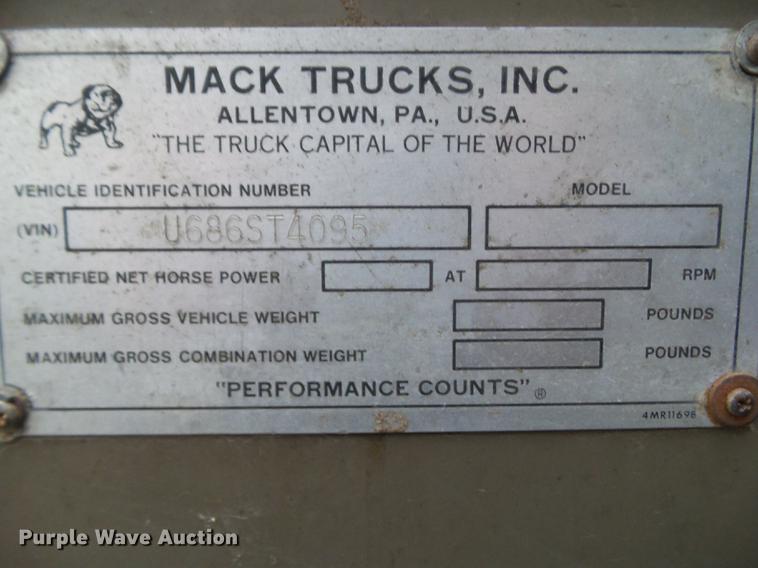 MACK TRUCKS, INC.
ALLENTOWN, PA., U.S.A.
"THE TRUCK CAPITAL OF THE WORLD"
VEHICLE IDENTIFICATION NUMBER MODEL
(VIN) U686ST4095
CERTIFIED NET HORSE POWER AT RPM
MAXIMUM GROSS VEHICLE WEIGHT POUNDS
MAXIMUM GROSS COMBINATION WEIGHT POUNDS
"PERFORMANCE COUNTS"®
4MR1169B
Purple Wave Auction